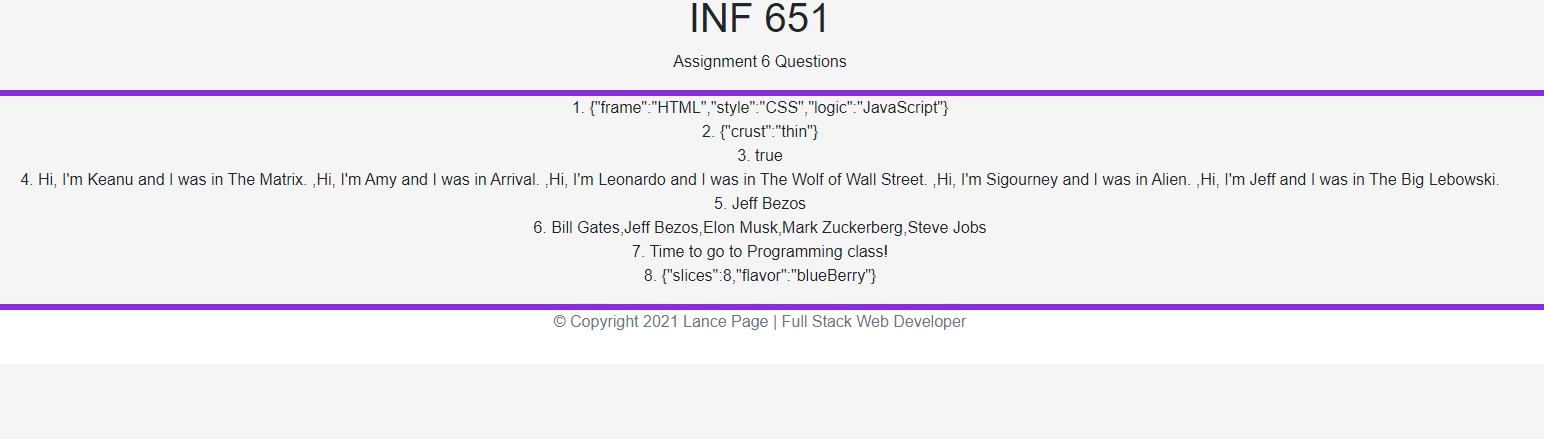 INF 651
Assignment 6 Questions
1. {"frame":"HTML","style":"CSS","logic":"JavaScript"}
2. {"crust":"thin"}
3. true
4. Hi, I'm Keanu and I was in The Matrix. ,Hi, I'm Amy and I was in Arrival. ,Hi, I'm Leonardo and I was in The Wolf of Wall Street. ,Hi, I'm Sigourney and I was in Alien. ,Hi, I'm Jeff and I was in The Big Lebowski.
5. Jeff Bezos
6. Bill Gates,Jeff Bezos,Elon Musk,Mark Zuckerberg,Steve Jobs
7. Time to go to Programming class!
8. {"slices":8,"flavor":"blueBerry"}
© Copyright 2021 Lance Page | Full Stack Web Developer